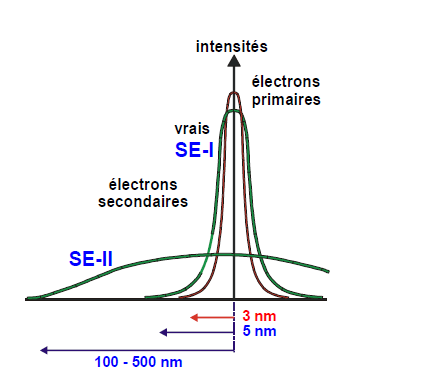 intensités
électrons
primaires
vrais
SE-I
électrons
secondaires
SE-II
3 nm
5 nm
100 - 500 nm